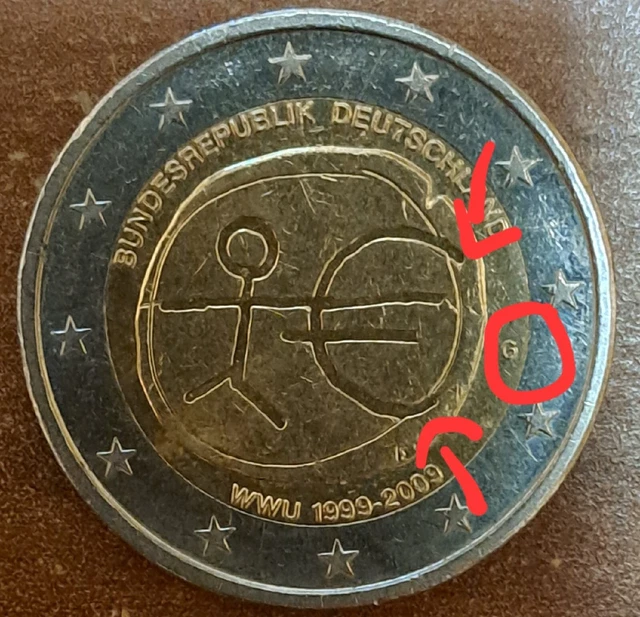 BUNDESREPUBLIK DEUTSCHLAND
G
WWU 1999-2009